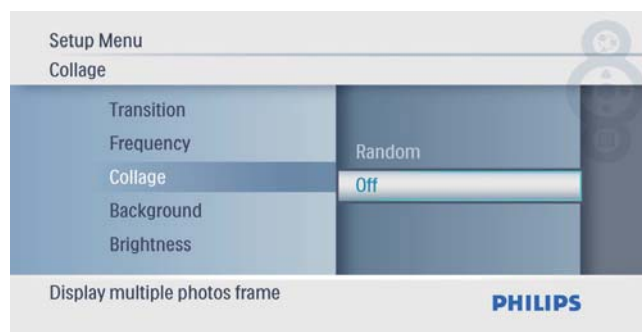 Setup Menu
Collage
Transition
Frequency
Collage
Background
Brightness
Random
Off
Display multiple photos frame
PHILIPS